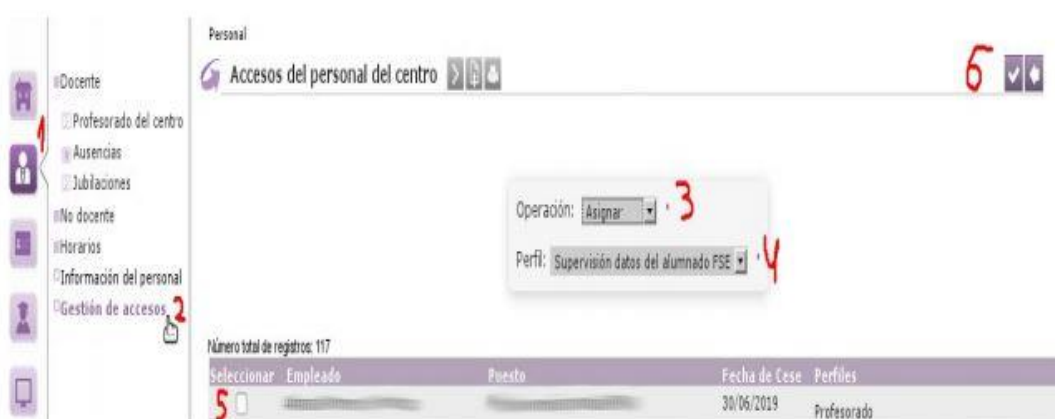 Personal
Accesos del personal del centro
6
Docente
Profesorado del centro
1
Ausencias
Jubilaciones
No docente
Horarios
Información del personal
Gestión de accesos 2
Operación: Asignar 3
Perfil: Supervisión datos del alumnado FSE 4
Número total de registros: 117
Seleccionar Empleado Puesto Fecha de Cese Perfiles
5 30/06/2019 Profesorado